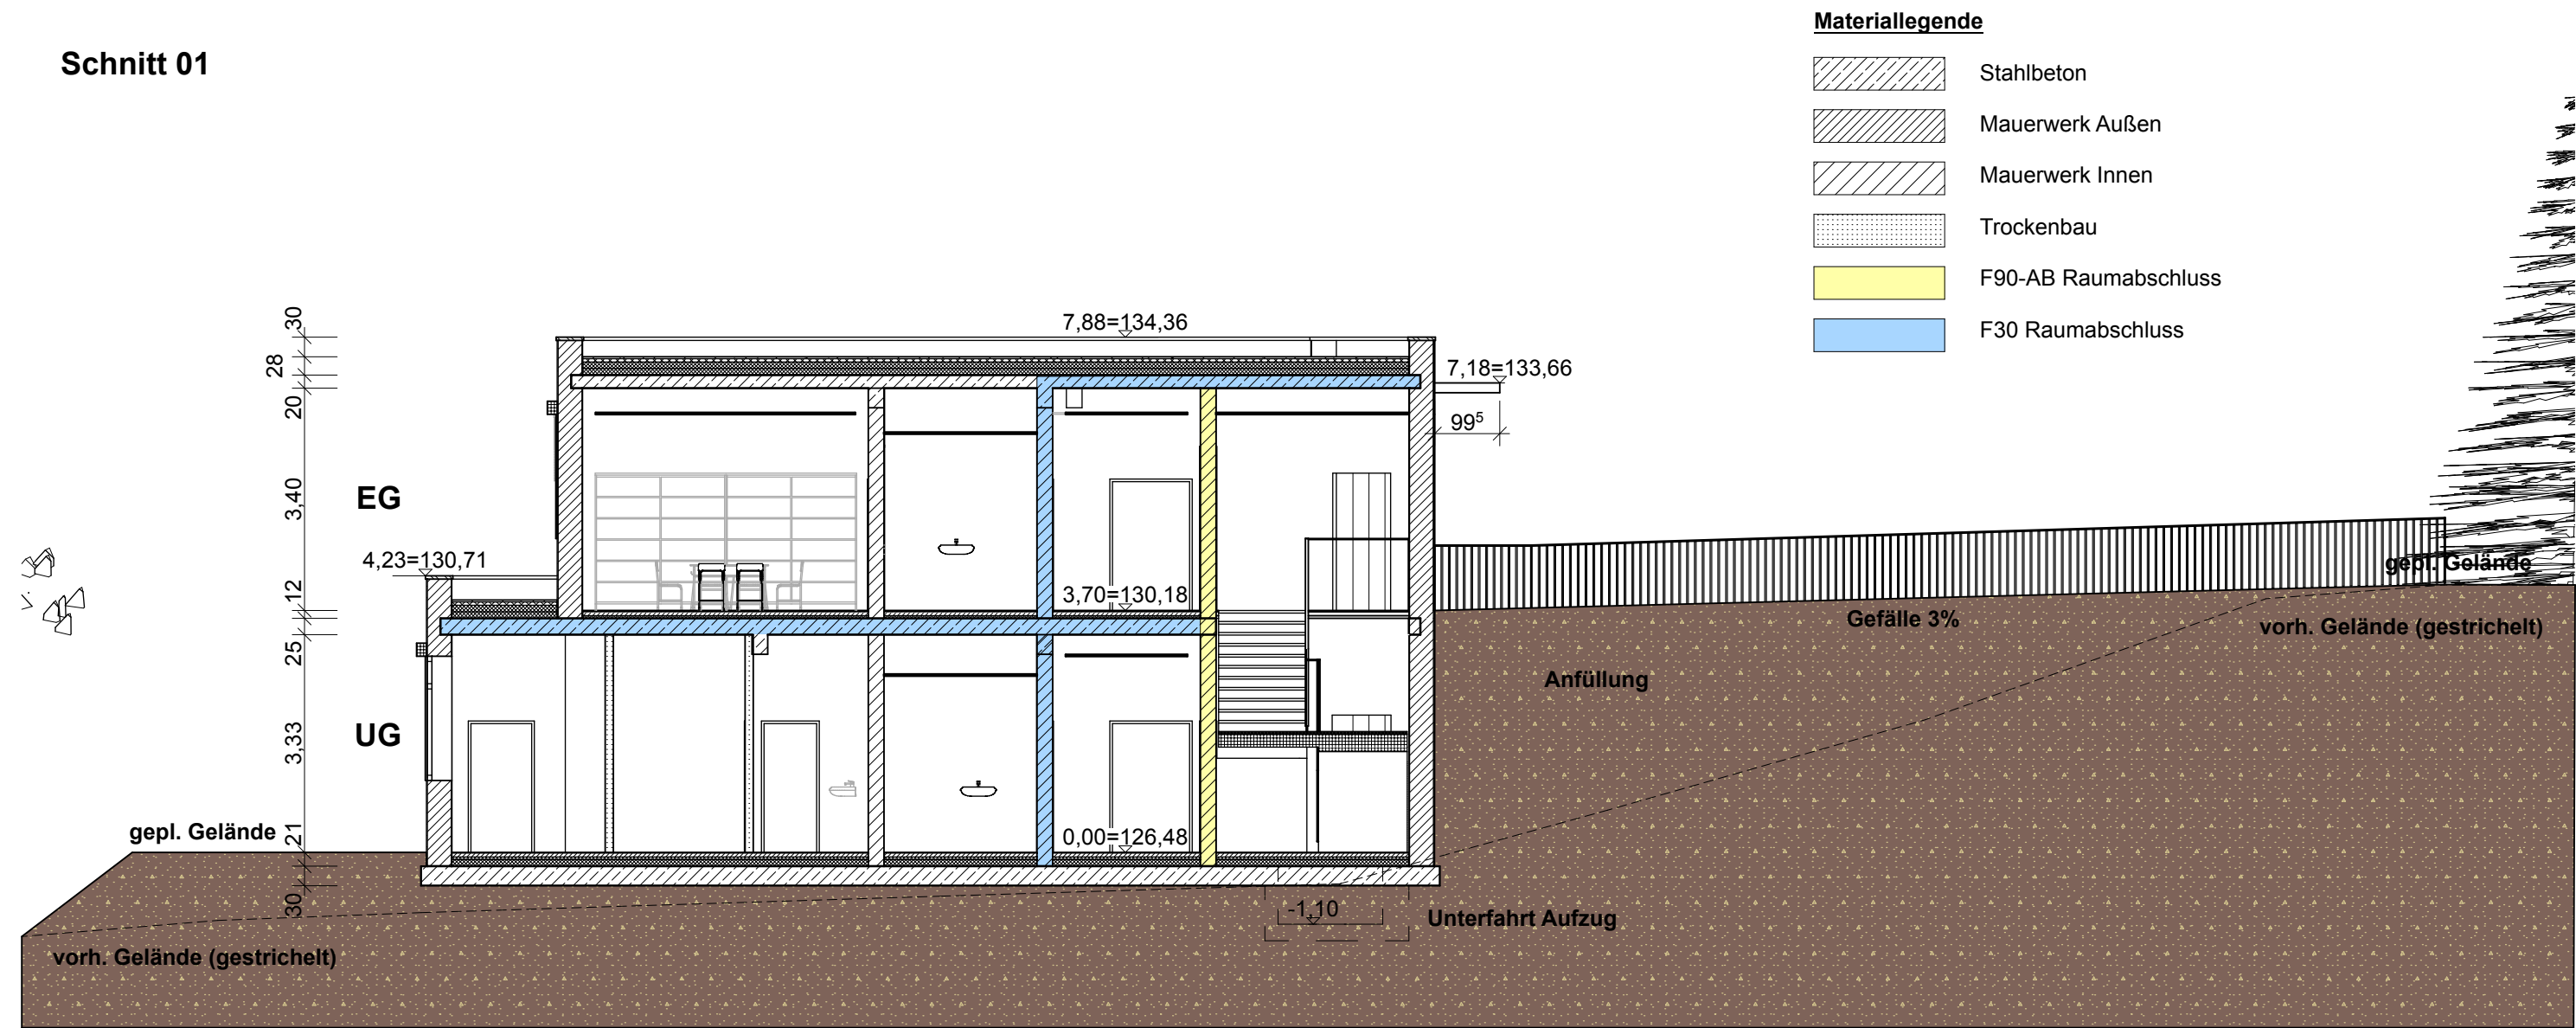 Schnitt 01
Materiallegende
Stahlbeton
Mauerwerk Außen
Mauerwerk Innen
Trockenbau
F90-AB Raumabschluss
F30 Raumabschluss
30
28
20
3,40
12
25
3,33
21
30
EG
UG
7,88=134,36
7,18=133,66
99⁵
4,23=130,71
3,70=130,18
0,00=126,48
-1,10
gepl. Gelände
Gefälle 3%
vorh. Gelände (gestrichelt)
Anfüllung
gepl. Gelände
Unterfahrt Aufzug
vorh. Gelände (gestrichelt)